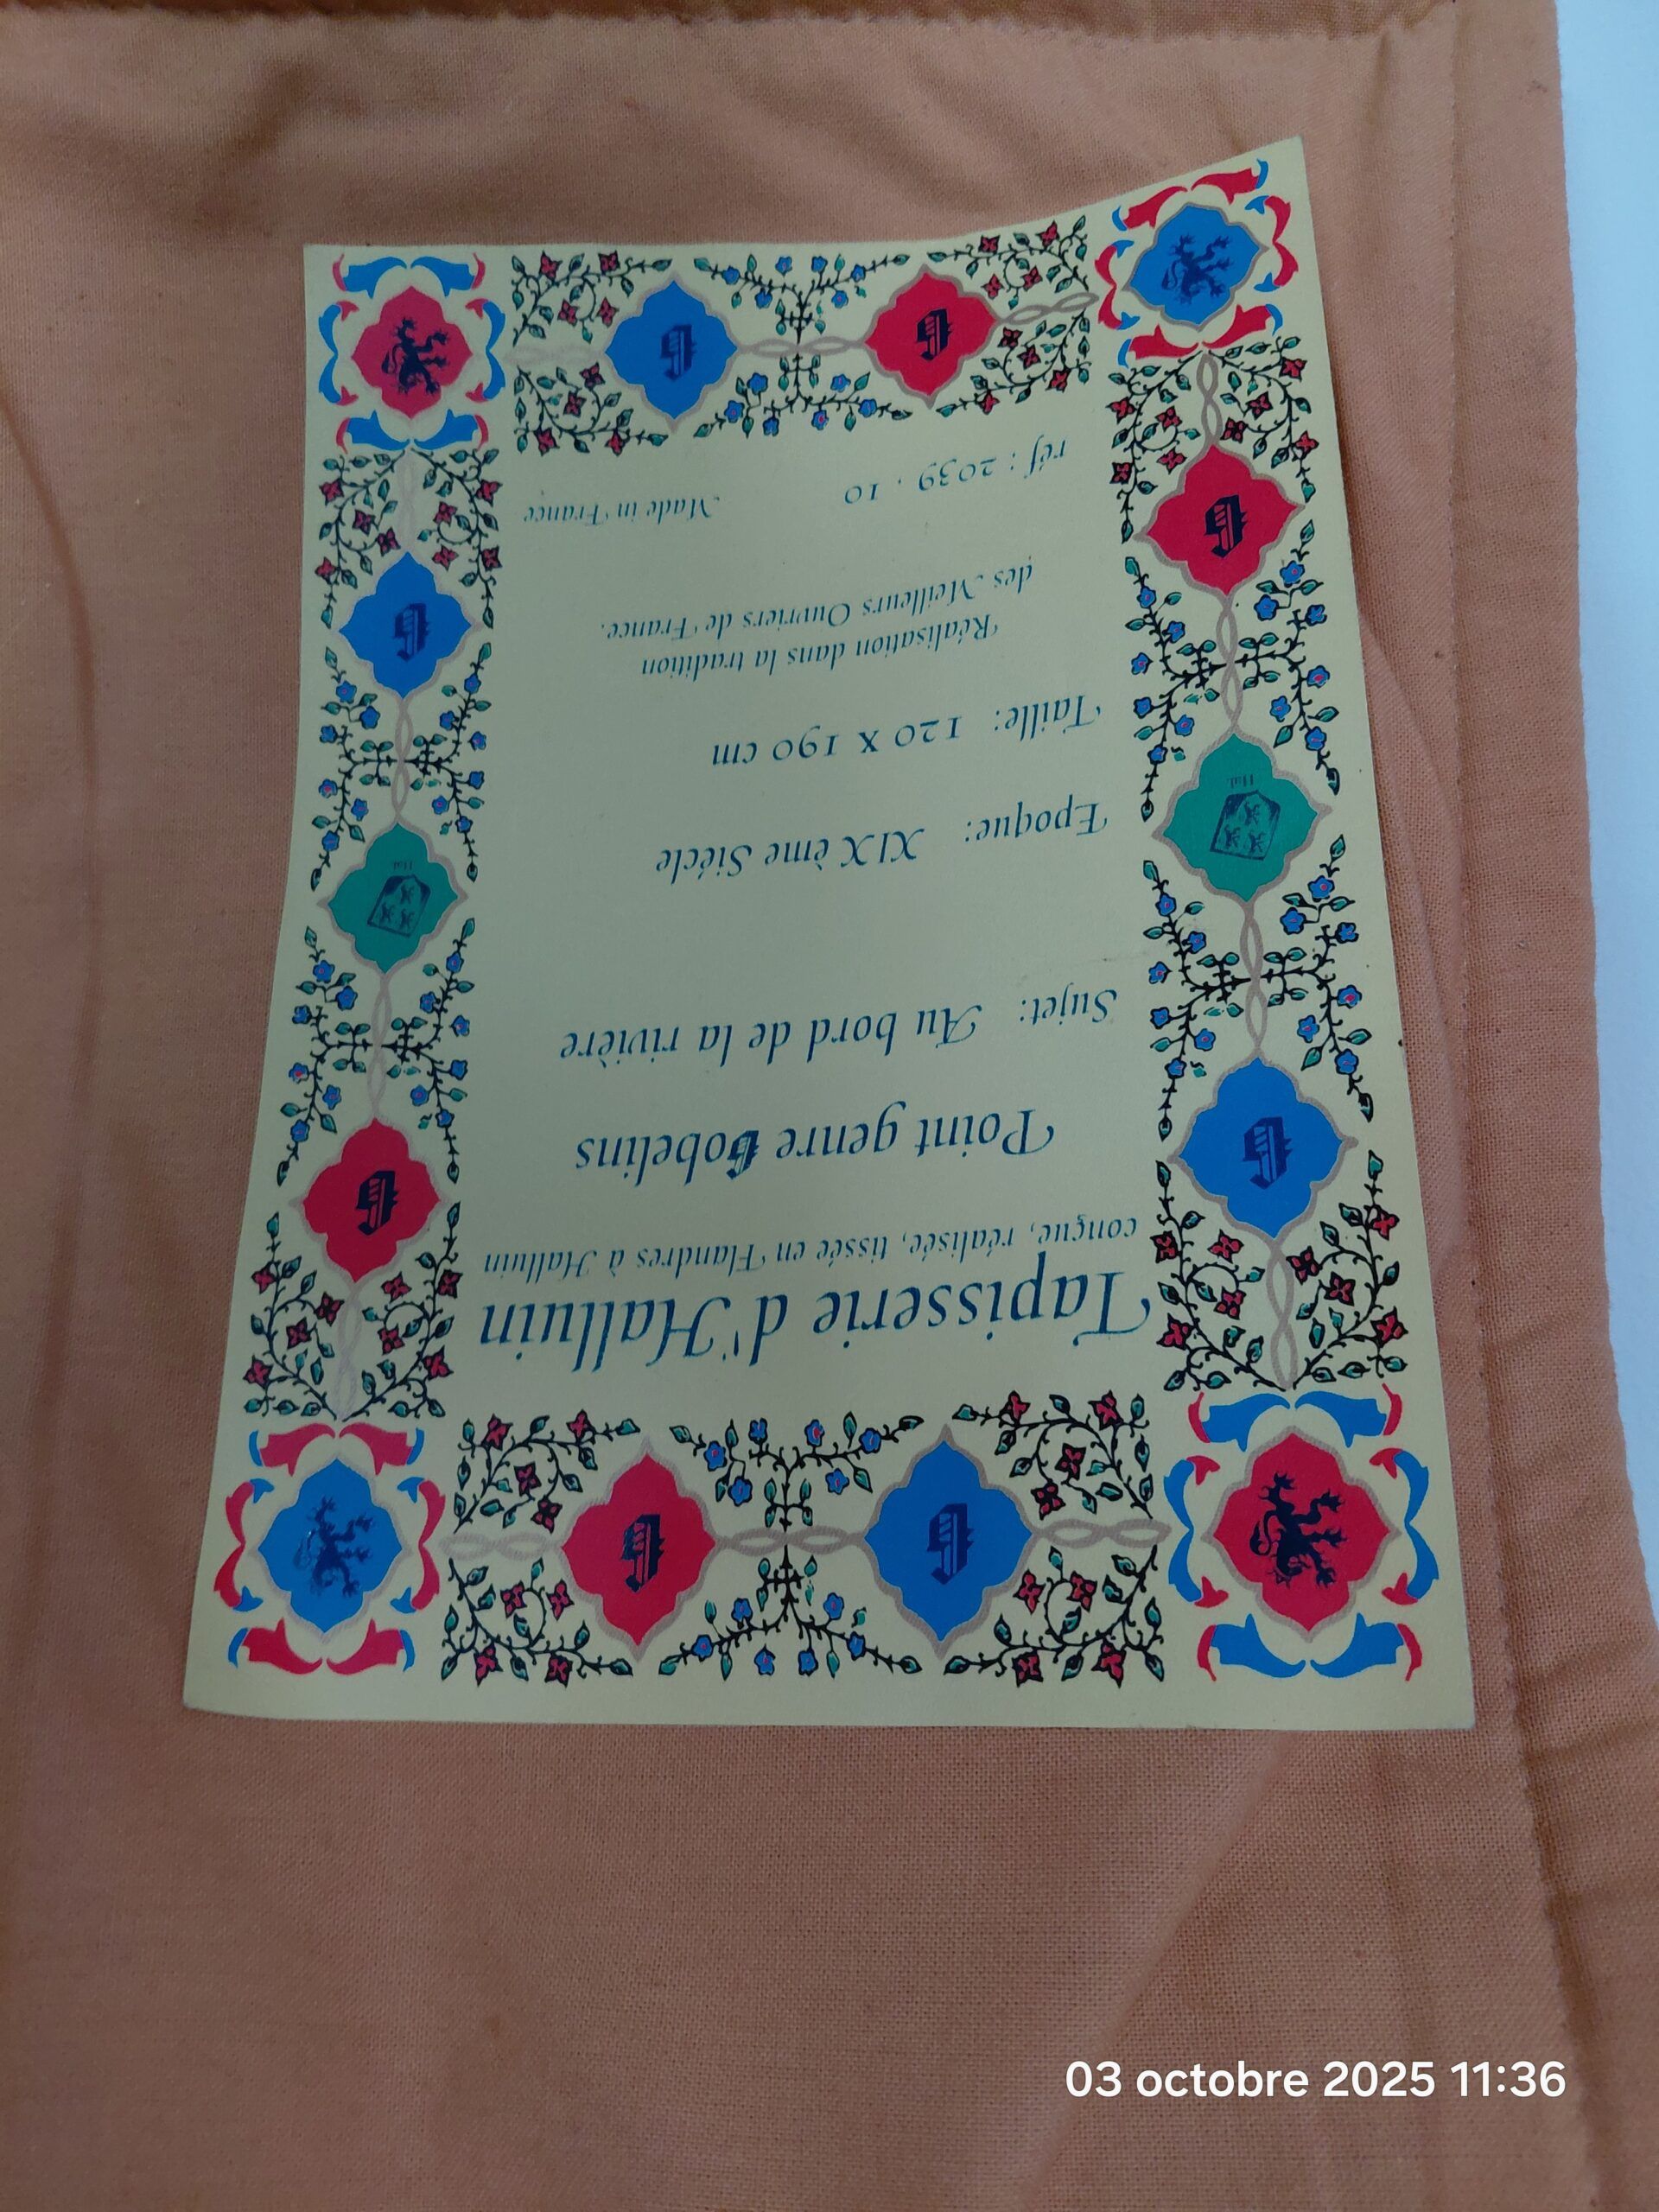 Tapisserie d'Halluin
conçue, réalisée, tissée en Flandres à Halluin
Point genre Gobelins
Sujet: Au bord de la rivière
Epoque: XIX ème Siécle
Taille: 120 x 190 cm
Réalisation dans la tradition
des Meilleurs Ouvriers de France.
réf : 2039 . 10 Made in France
03 octobre 2025 11:36